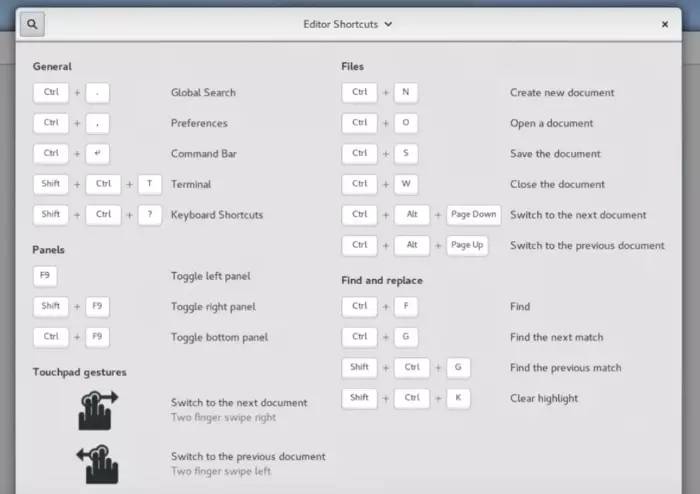 Editor Shortcuts
General
Ctrl + . Global Search
Ctrl + , Preferences
Ctrl + ↵ Command Bar
Shift + Ctrl + T Terminal
Shift + Ctrl + ? Keyboard Shortcuts
Panels
F9 Toggle left panel
Shift + F9 Toggle right panel
Ctrl + F9 Toggle bottom panel
Touchpad gestures
Switch to the next document
Two finger swipe right
Switch to the previous document
Two finger swipe left
Files
Ctrl + N Create new document
Ctrl + O Open a document
Ctrl + S Save the document
Ctrl + W Close the document
Ctrl + Alt + Page Down Switch to the next document
Ctrl + Alt + Page Up Switch to the previous document
Find and replace
Ctrl + F Find
Ctrl + G Find the next match
Shift + Ctrl + G Find the previous match
Shift + Ctrl + K Clear highlight